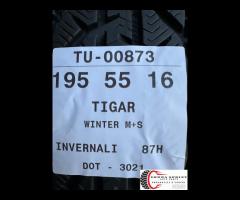 TU-00873
195 55 16
TIGAR
WINTER M+S
INVERNALI 87H
DOT - 3021